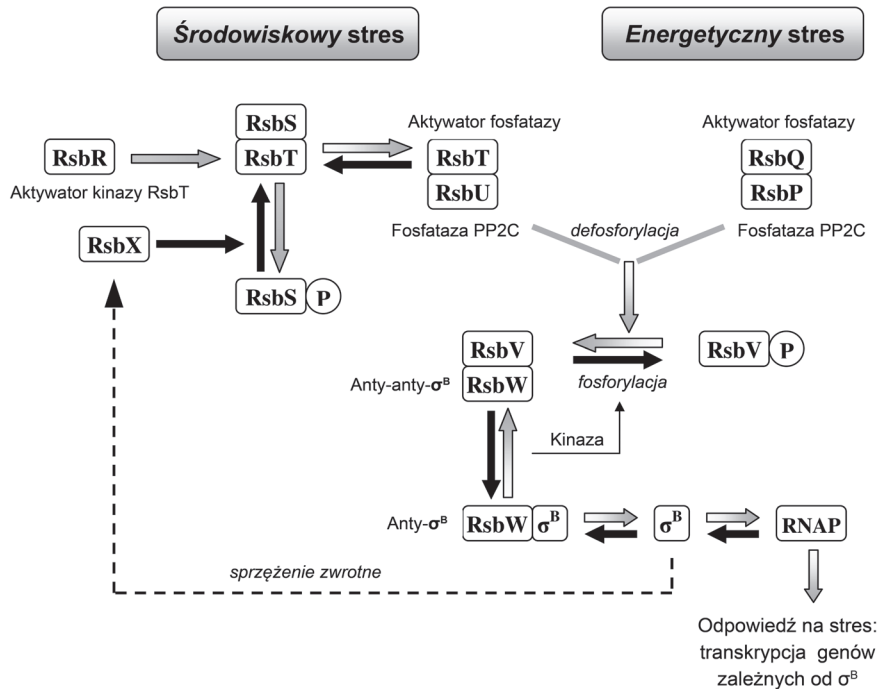 Środowiskowy stres
Energetyczny stres
RsbS
RsbT
RsbR
Aktywator kinazy RsbT
Aktywator fosfatazy
RsbT
RsbU
Fosfataza PP2C
Aktywator fosfatazy
RsbQ
RsbP
Fosfataza PP2C
defosforylacja
RsbX
RsbS P
RsbV
RsbW
Anty-anty-σᴮ
fosforylacja
RsbV P
Kinaza
Anty-σᴮ
RsbW σᴮ
σᴮ
RNAP
sprzężenie zwrotne
Odpowiedź na stres:
transkrypcja genów
zależnych od σᴮ